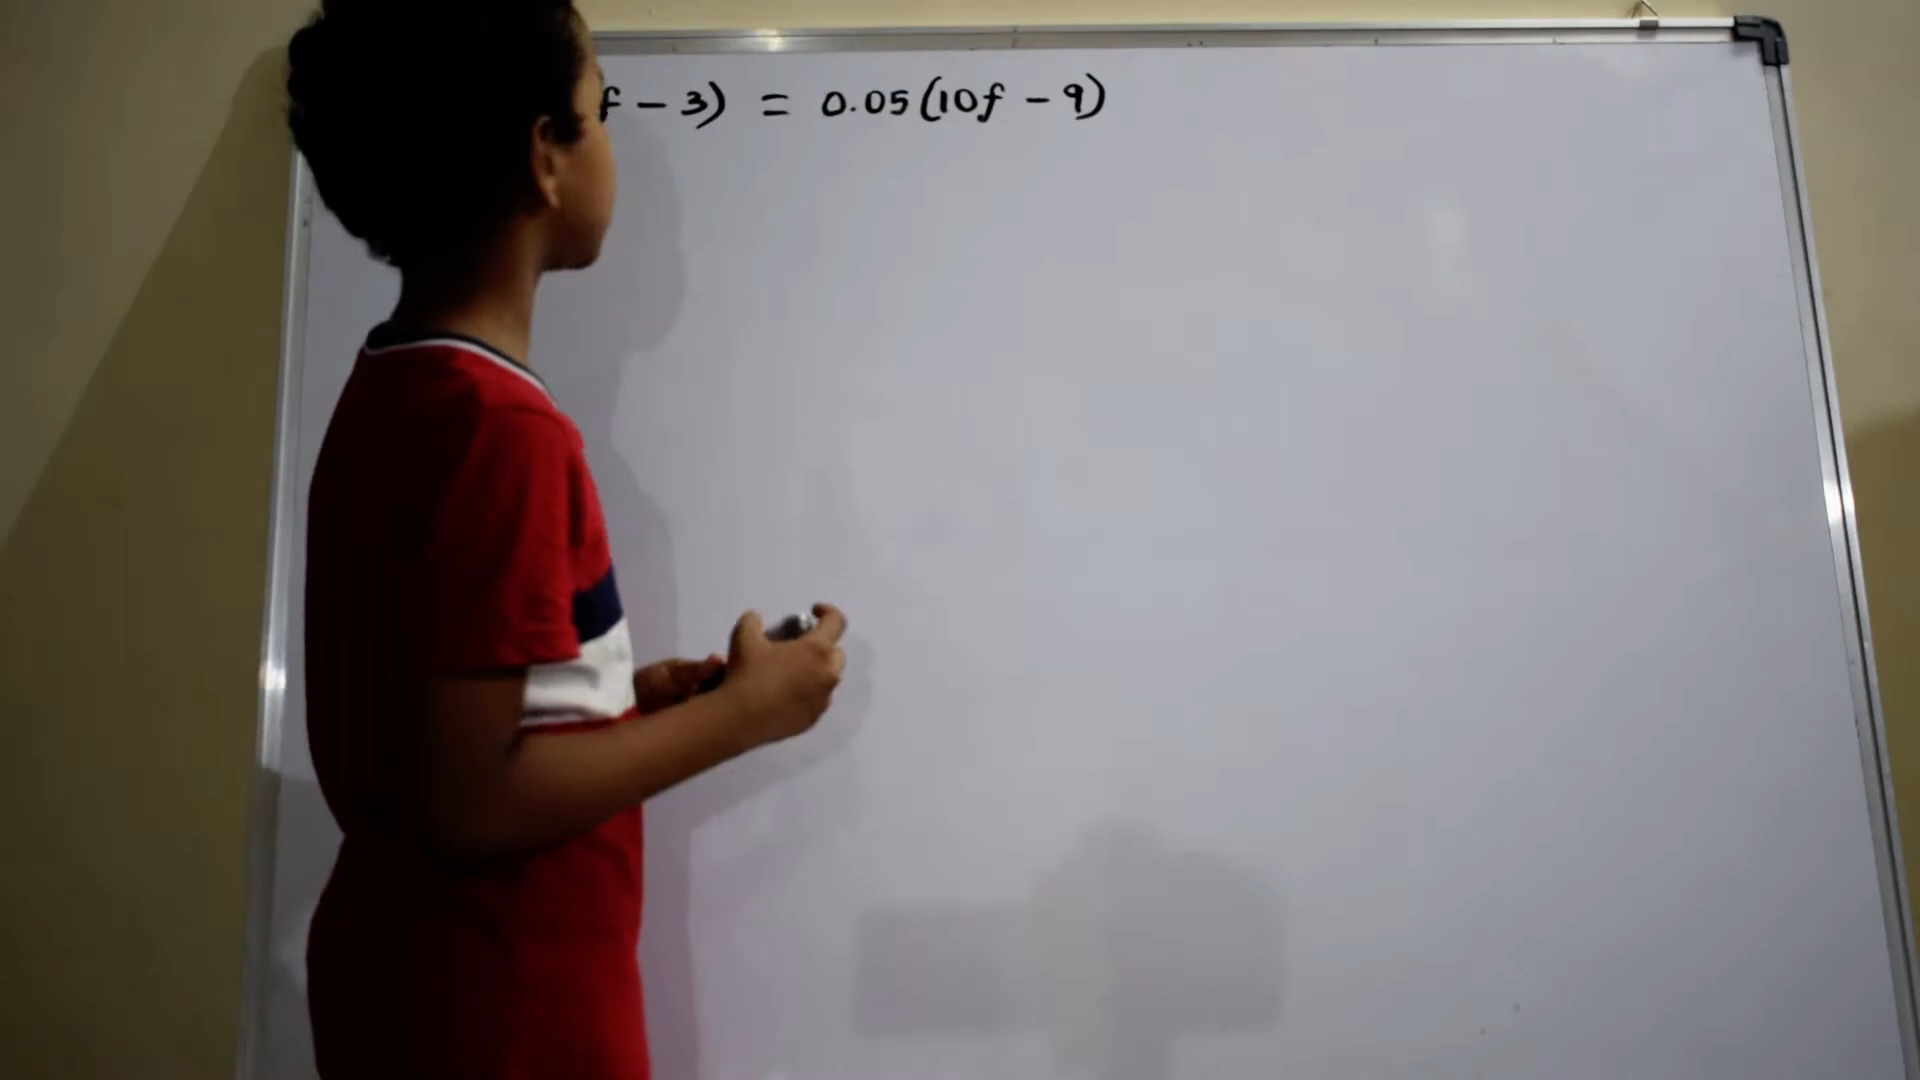 f - 3) = 0.05(10f - 9)